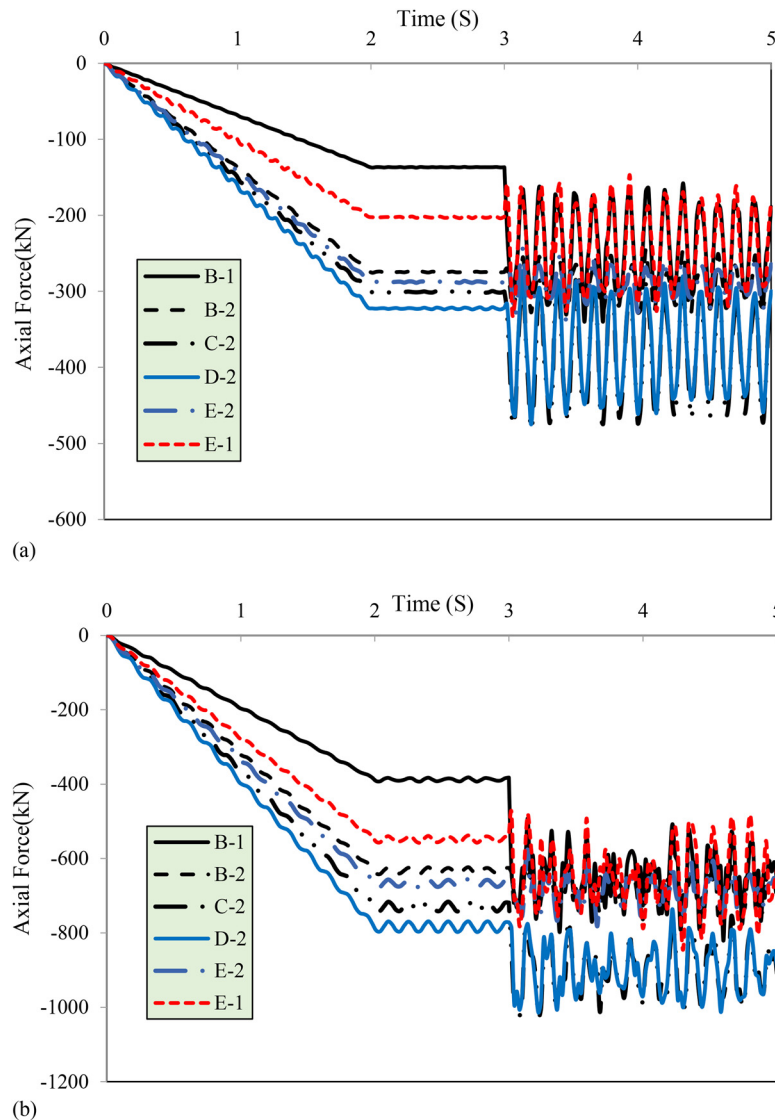 Time (S)
0 1 2 3 4 5
0
-100
-200
-300
-400
-500
-600
Axial Force(kN)
B-1
B-2
C-2
D-2
E-2
E-1
(a)
Time (S)
0 1 2 3 4 5
0
-200
-400
-600
-800
-1000
-1200
Axial Force(kN)
B-1
B-2
C-2
D-2
E-2
E-1
(b)